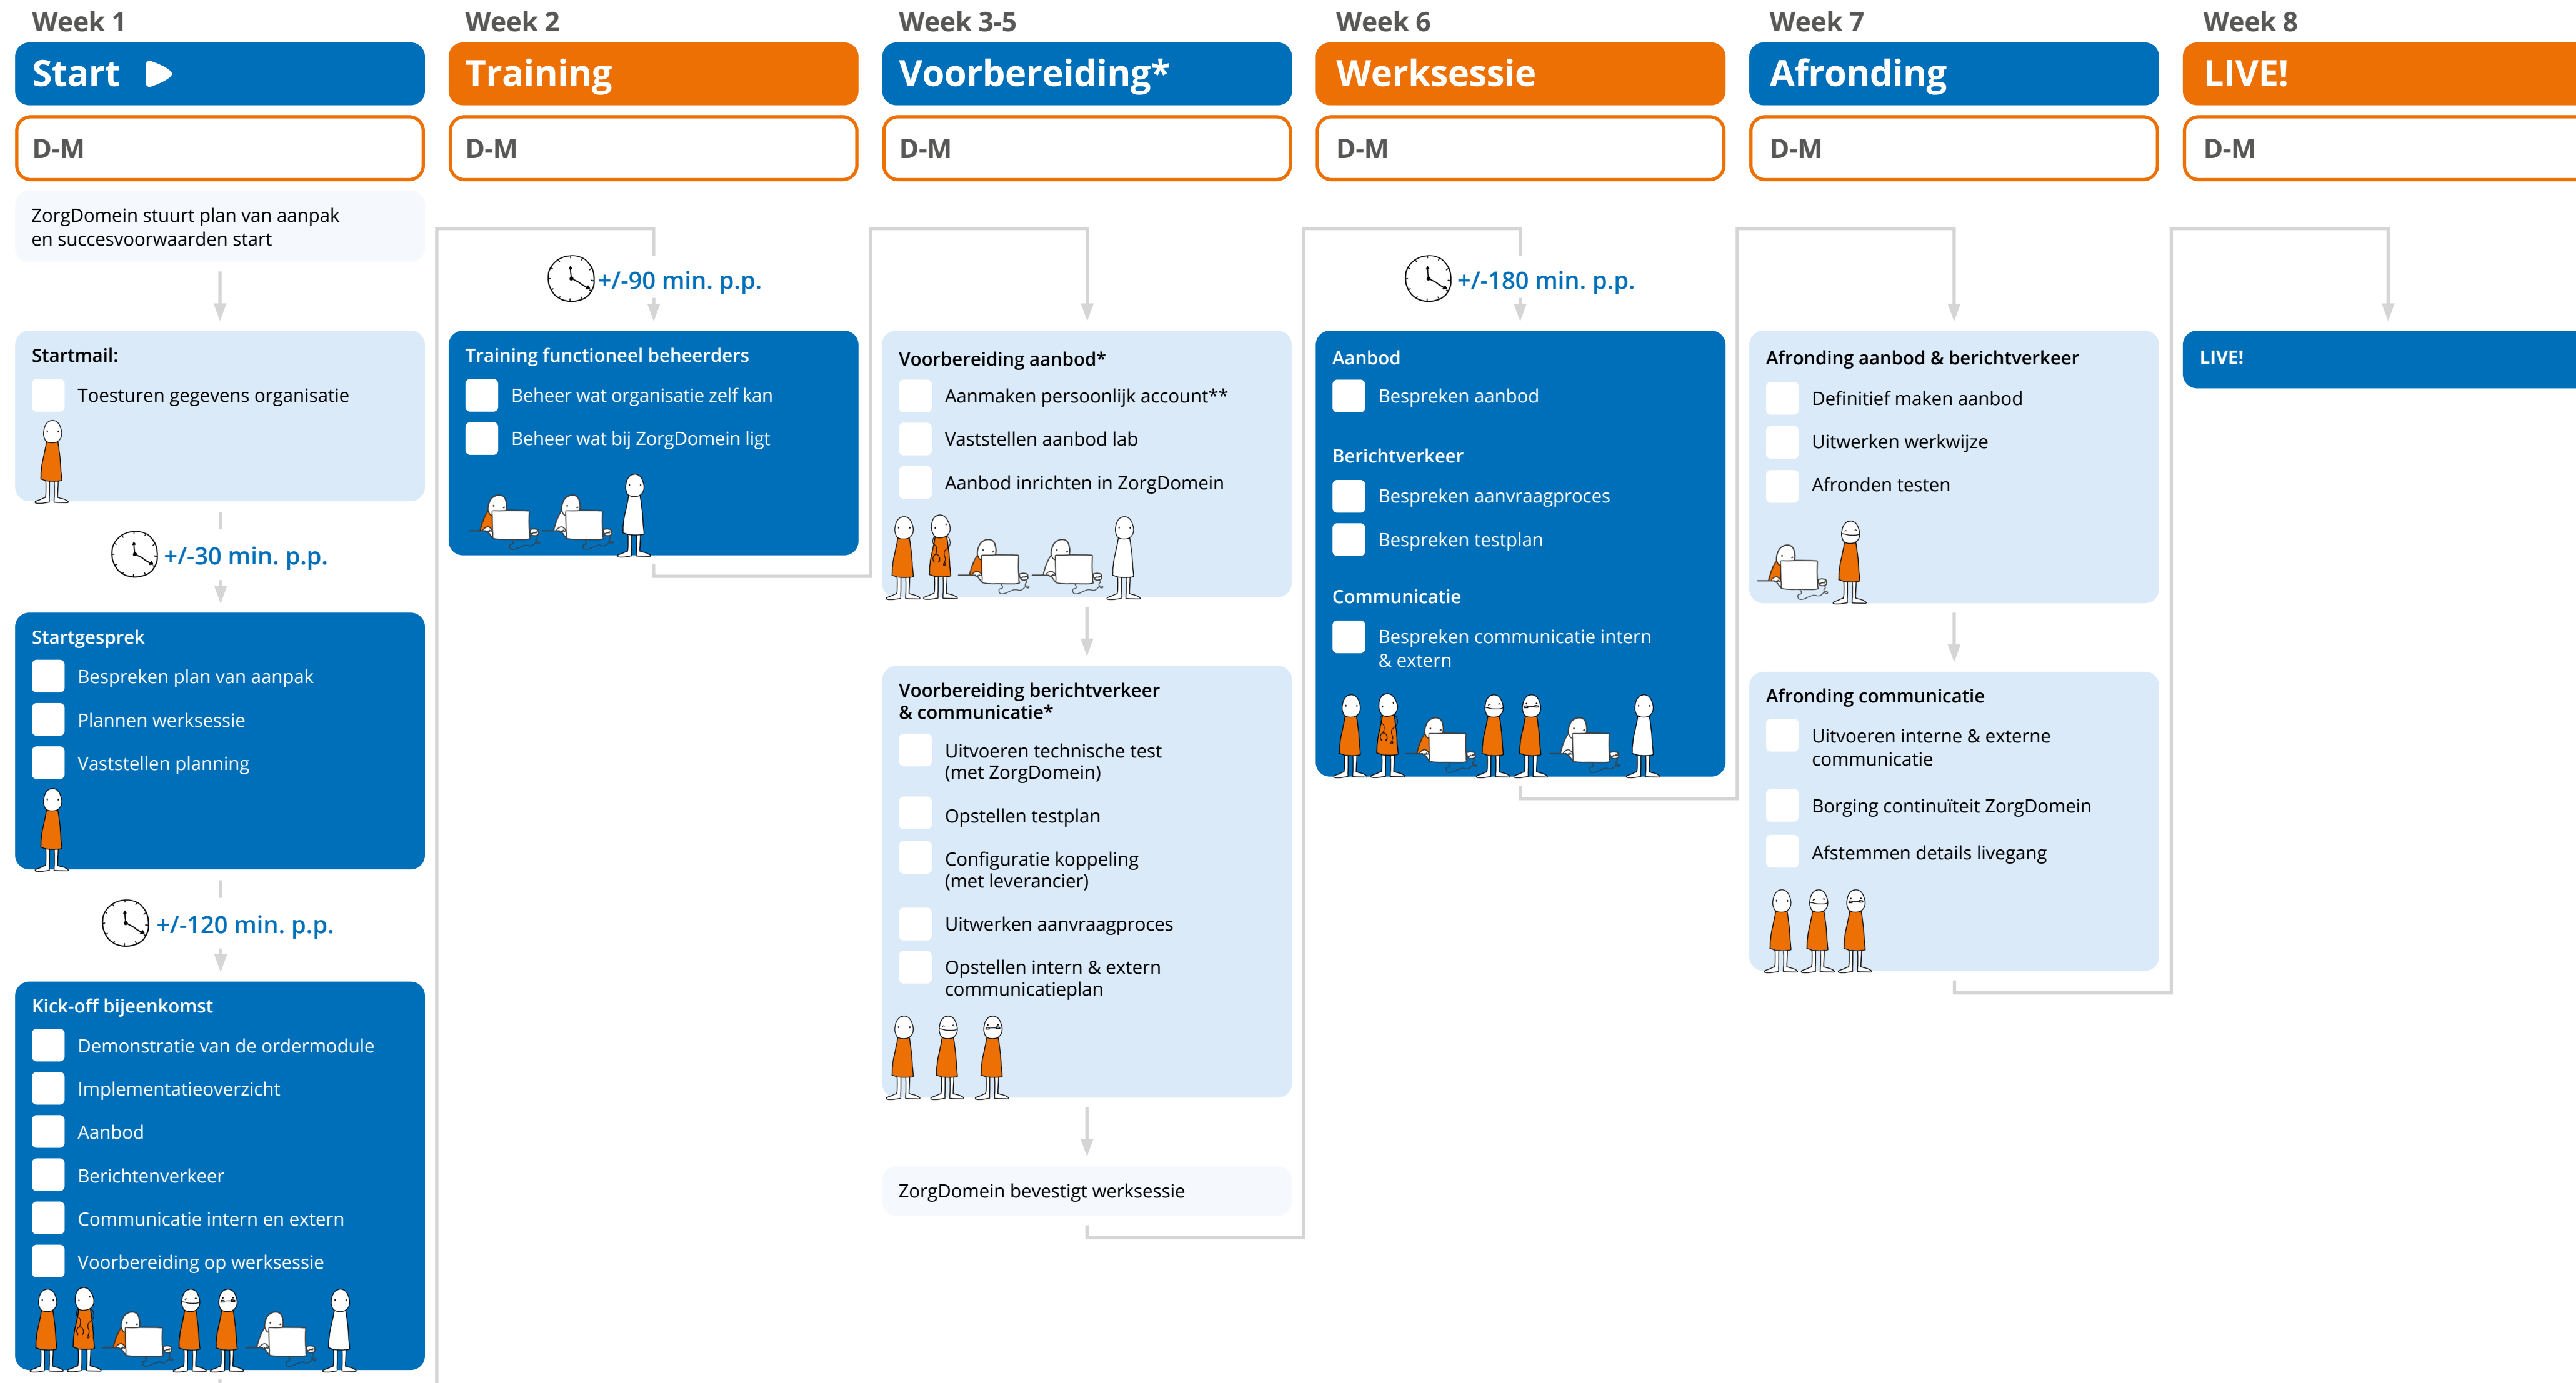 Week 1
Start
D-M
ZorgDomein stuurt plan van aanpak
en succesvoorwaarden start
Startmail:
Toesturen gegevens organisatie
+/-30 min. p.p.
Startgesprek
Bespreken plan van aanpak
Plannen werksessie
Vaststellen planning
+/-120 min. p.p.
Kick-off bijeenkomst
Demonstratie van de ordermodule
Implementatieoverzicht
Aanbod
Berichtenverkeer
Communicatie intern en extern
Voorbereiding op werksessie
Week 2
Training
D-M
+/-90 min. p.p.
Training functioneel beheerders
Beheer wat organisatie zelf kan
Beheer wat bij ZorgDomein ligt
Week 3-5
Voorbereiding*
D-M
Voorbereiding aanbod*
Aanmaken persoonlijk account**
Vaststellen aanbod lab
Aanbod inrichten in ZorgDomein
Voorbereiding berichtverkeer
& communicatie*
Uitvoeren technische test
(met ZorgDomein)
Opstellen testplan
Configuratie koppeling
(met leverancier)
Uitwerken aanvraagproces
Opstellen intern & extern
communicatieplan
ZorgDomein bevestigt werksessie
Week 6
Werksessie
D-M
+/-180 min. p.p.
Aanbod
Bespreken aanbod
Berichtverkeer
Bespreken aanvraagproces
Bespreken testplan
Communicatie
Bespreken communicatie intern
& extern
Week 7
Afronding
D-M
Afronding aanbod & berichtverkeer
Definitief maken aanbod
Uitwerken werkwijze
Afronden testen
Afronding communicatie
Uitvoeren interne & externe
communicatie
Borging continuïteit ZorgDomein
Afstemmen details livegang
Week 8
LIVE!
D-M
LIVE!